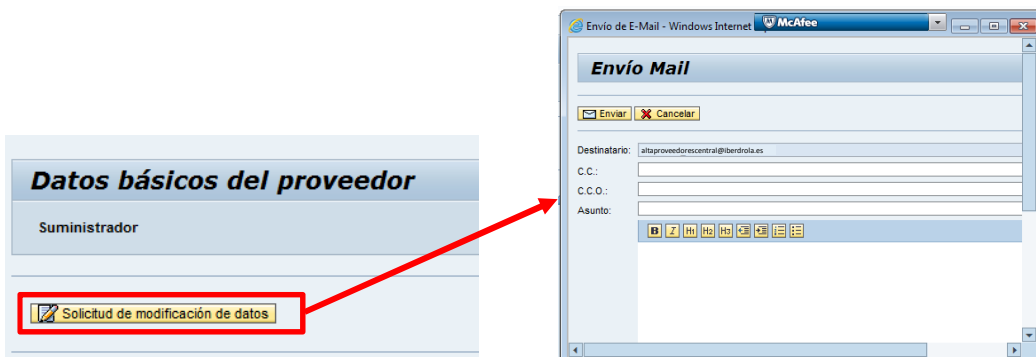 Envío de E-Mail - Windows Internet
McAfee
Envío Mail
Enviar Cancelar
Destinatario: altaproveedorescentral@iberdrola.es
C.C.:
C.C.O.:
Asunto:
B I H1 H2 H3
Datos básicos del proveedor
Suministrador
Solicitud de modificación de datos